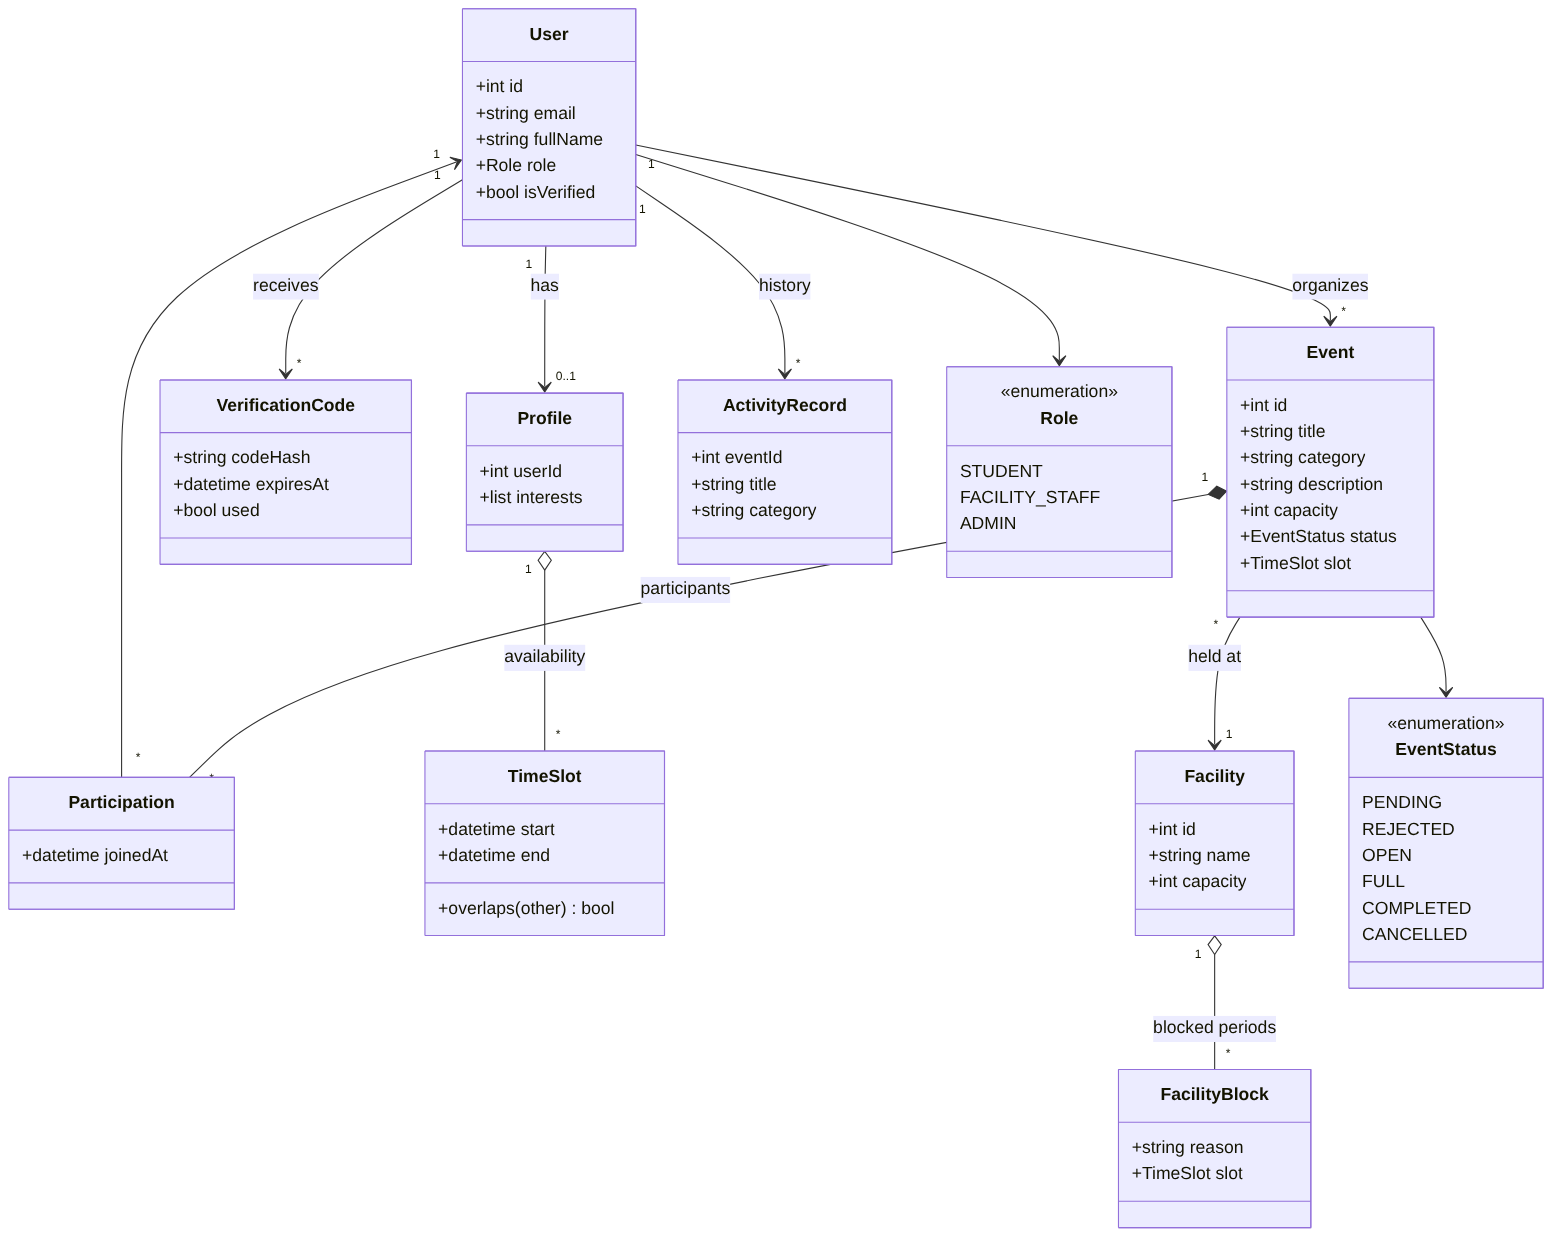 User
+int id
+string email
+string fullName
+Role role
+bool isVerified
1
1
1
1
1
receives
has
history
organizes
*
0..1
*
*
VerificationCode
+string codeHash
+datetime expiresAt
+bool used
Profile
+int userId
+list interests
ActivityRecord
+int eventId
+string title
+string category
«enumeration»
Role
STUDENT
FACILITY_STAFF
ADMIN
Event
+int id
+string title
+string category
+string description
+int capacity
+EventStatus status
+TimeSlot slot
1
participants
1
availability
*
*
held at
*
*
1
Participation
+datetime joinedAt
TimeSlot
+datetime start
+datetime end
+overlaps(other) : bool
Facility
+int id
+string name
+int capacity
«enumeration»
EventStatus
PENDING
REJECTED
OPEN
FULL
COMPLETED
CANCELLED
1
blocked periods
*
FacilityBlock
+string reason
+TimeSlot slot